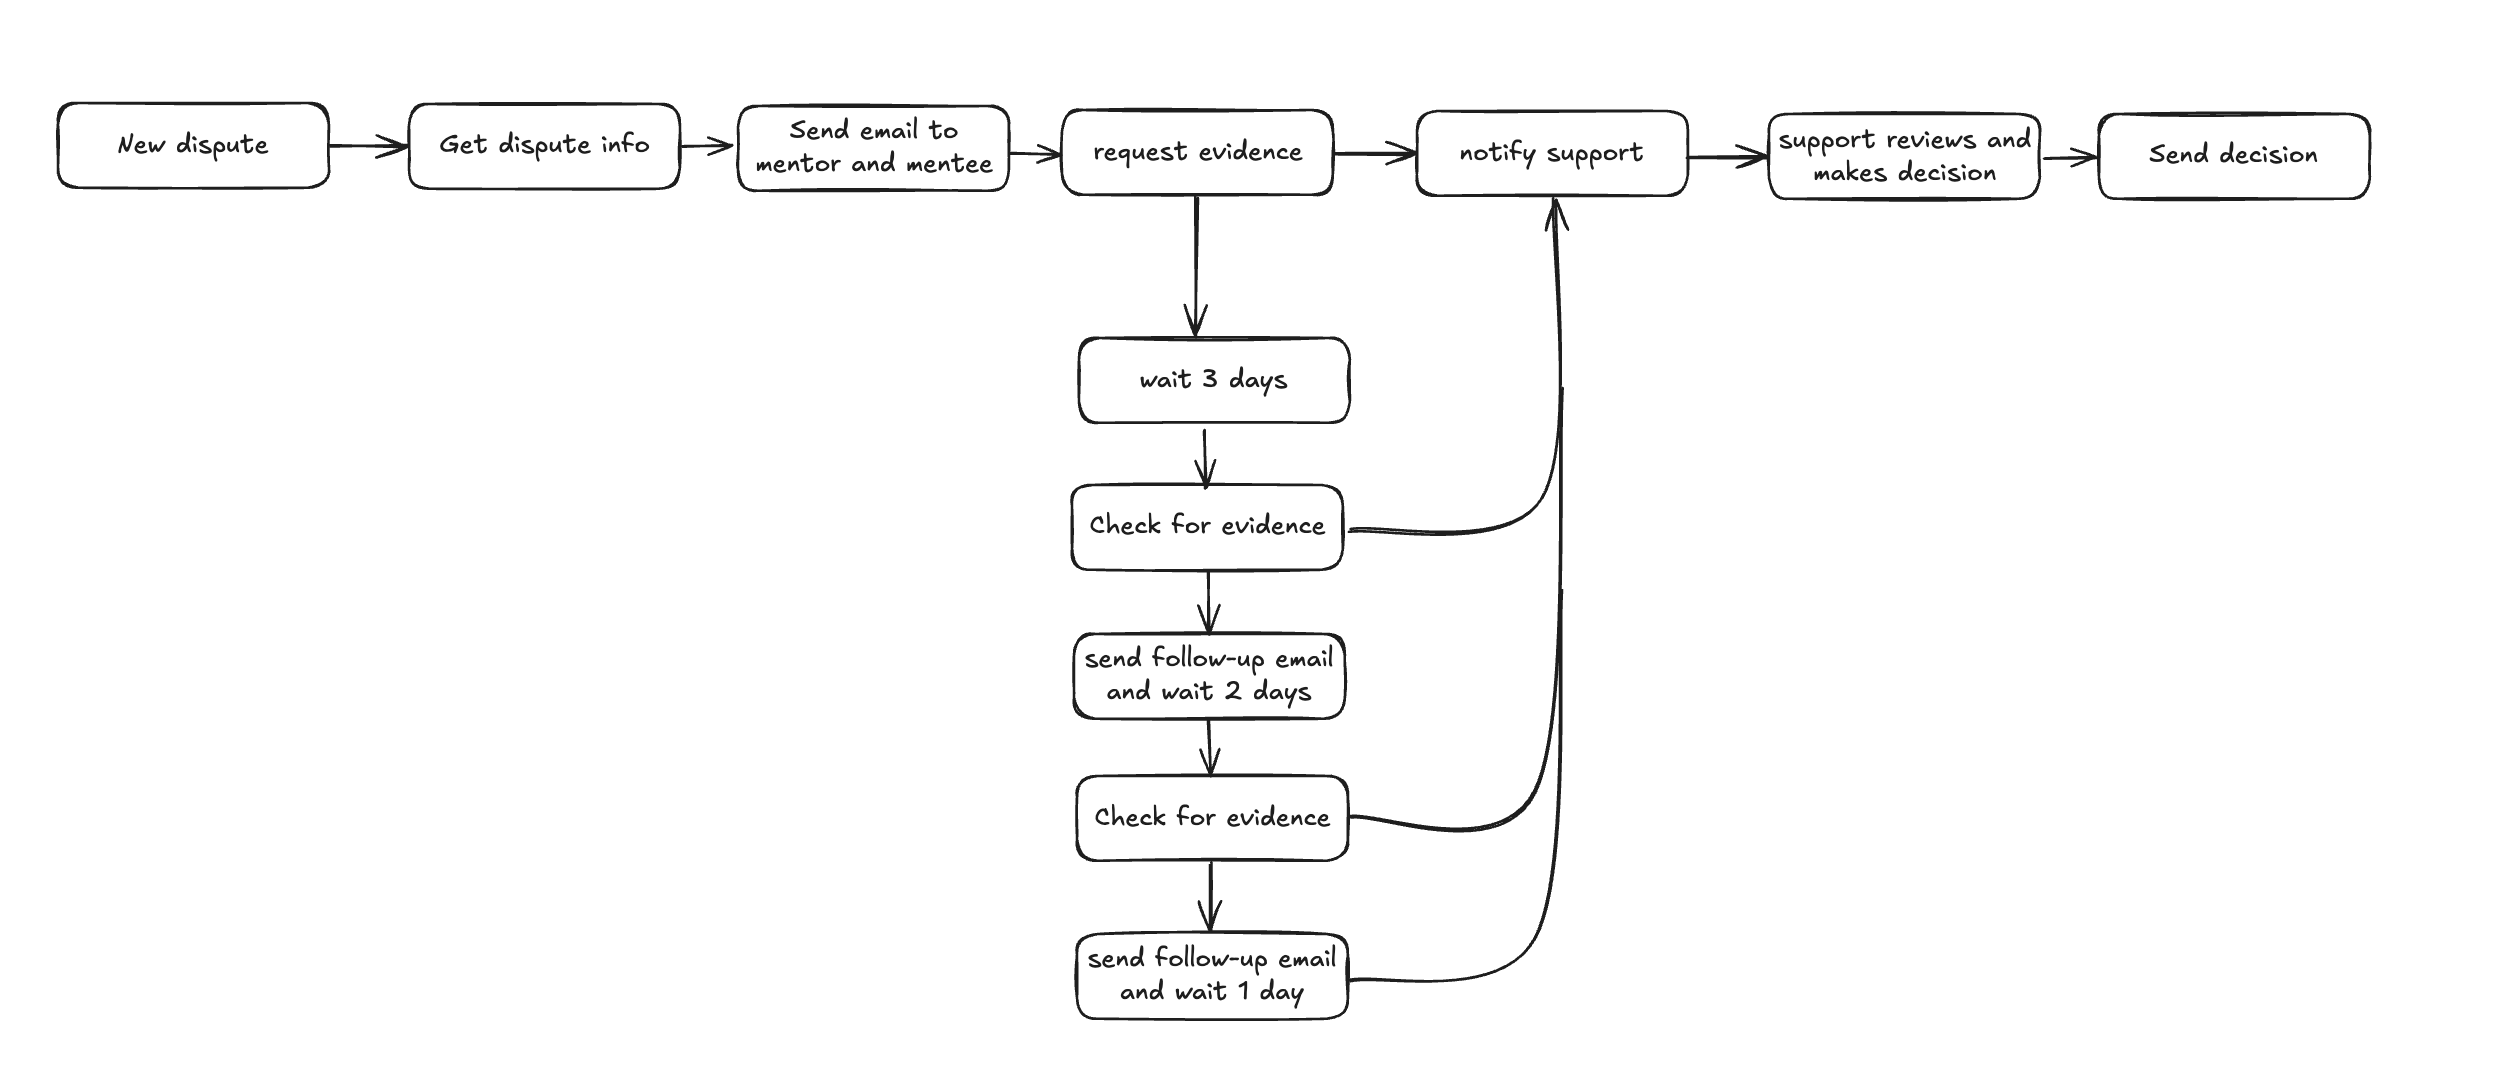 New dispute
Get dispute info
Send email to
mentor and mentee
request evidence
notify support
support reviews and
makes decision
Send decision
wait 3 days
Check for evidence
send follow-up email
and wait 2 days
Check for evidence
send follow-up email
and wait 1 day